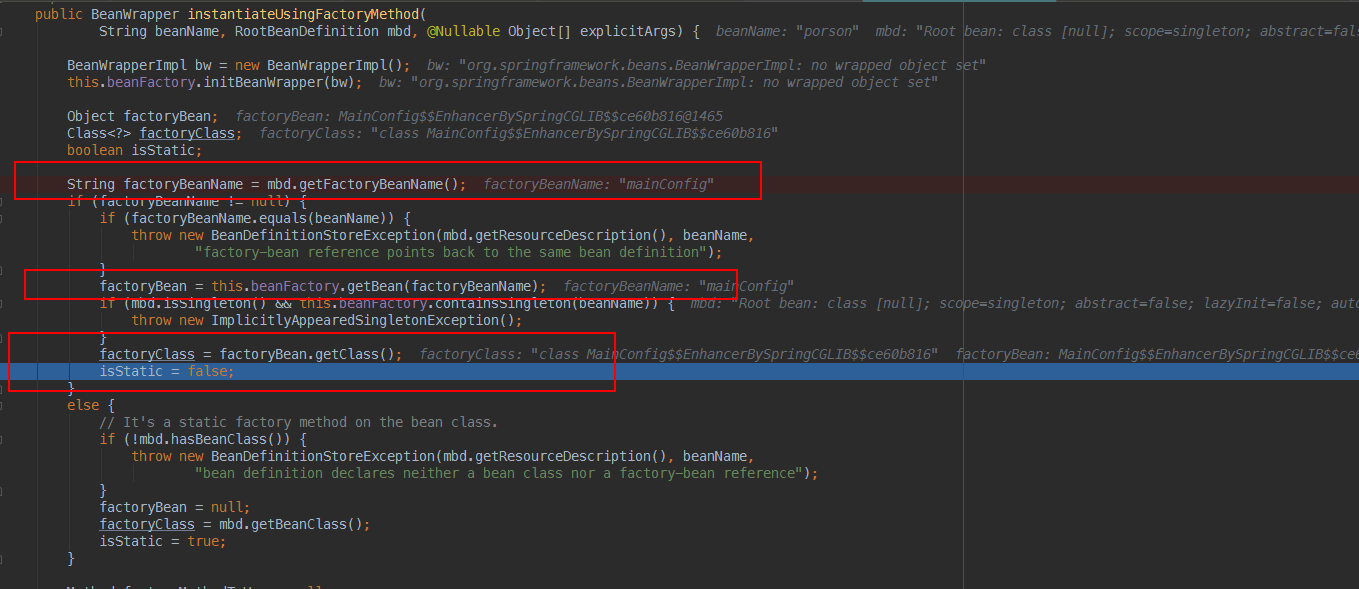 public BeanWrapper instantiateUsingFactoryMethod(
String beanName, RootBeanDefinition mbd, @Nullable Object[] explicitArgs) { beanName: "porson" mbd: "Root bean: class [null]; scope=singleton; abstract=fals
BeanWrapperImpl bw = new BeanWrapperImpl(); bw: "org.springframework.beans.BeanWrapperImpl: no wrapped object set"
this.beanFactory.initBeanWrapper(bw); bw: "org.springframework.beans.BeanWrapperImpl: no wrapped object set"
Object factoryBean; factoryBean: MainConfig$$EnhancerBySpringCGLIB$$ce60b816@1465
Class<?> factoryClass; factoryClass: "class MainConfig$$EnhancerBySpringCGLIB$$ce60b816"
boolean isStatic;
String factoryBeanName = mbd.getFactoryBeanName(); factoryBeanName: "mainConfig"
if (factoryBeanName != null) {
if (factoryBeanName.equals(beanName)) {
throw new BeanDefinitionStoreException(mbd.getResourceDescription(), beanName,
"factory-bean reference points back to the same bean definition");
}
factoryBean = this.beanFactory.getBean(factoryBeanName); factoryBeanName: "mainConfig"
if (mbd.isSingleton() && this.beanFactory.containsSingleton(beanName)) { mbd: "Root bean: class [null]; scope=singleton; abstract=false; lazyInit=false; auto
throw new ImplicitlyAppearedSingletonException();
}
factoryClass = factoryBean.getClass(); factoryClass: "class MainConfig$$EnhancerBySpringCGLIB$$ce60b816" factoryBean: MainConfig$$EnhancerBySpringCGLIB$$ce6
isStatic = false;
}
else {
// It's a static factory method on the bean class.
if (!mbd.hasBeanClass()) {
throw new BeanDefinitionStoreException(mbd.getResourceDescription(), beanName,
"bean definition declares neither a bean class nor a factory-bean reference");
}
factoryBean = null;
factoryClass = mbd.getBeanClass();
isStatic = true;
}